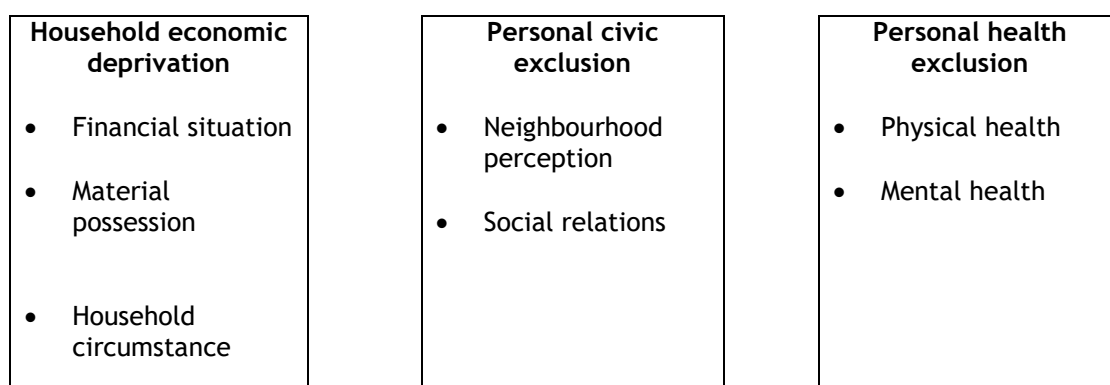 Household economic
deprivation
• Financial situation
• Material
possession
• Household
circumstance
Personal civic
exclusion
• Neighbourhood
perception
• Social relations
Personal health
exclusion
• Physical health
• Mental health